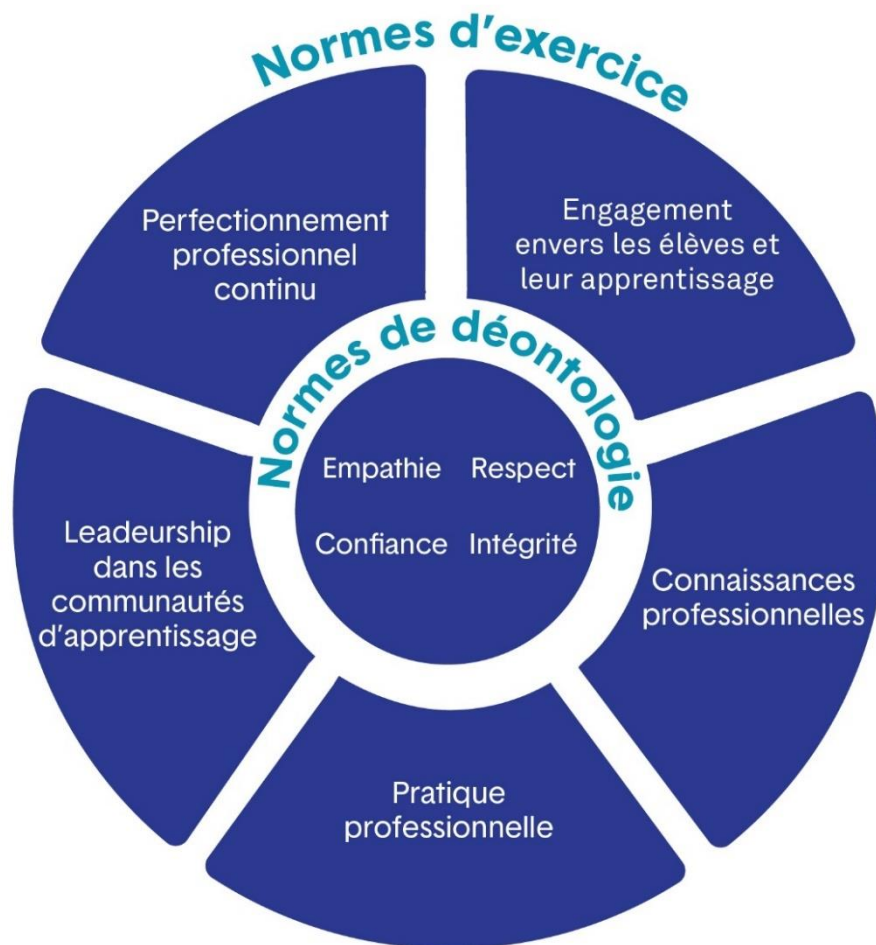 Normes d'exercice
Perfectionnement
professionnel
continu
Engagement
envers les élèves et
leur apprentissage
Normes de déontologie
Empathie Respect
Confiance Intégrité
Leadeurship
dans les
communautés
d'apprentissage
Connaissances
professionnelles
Pratique
professionnelle